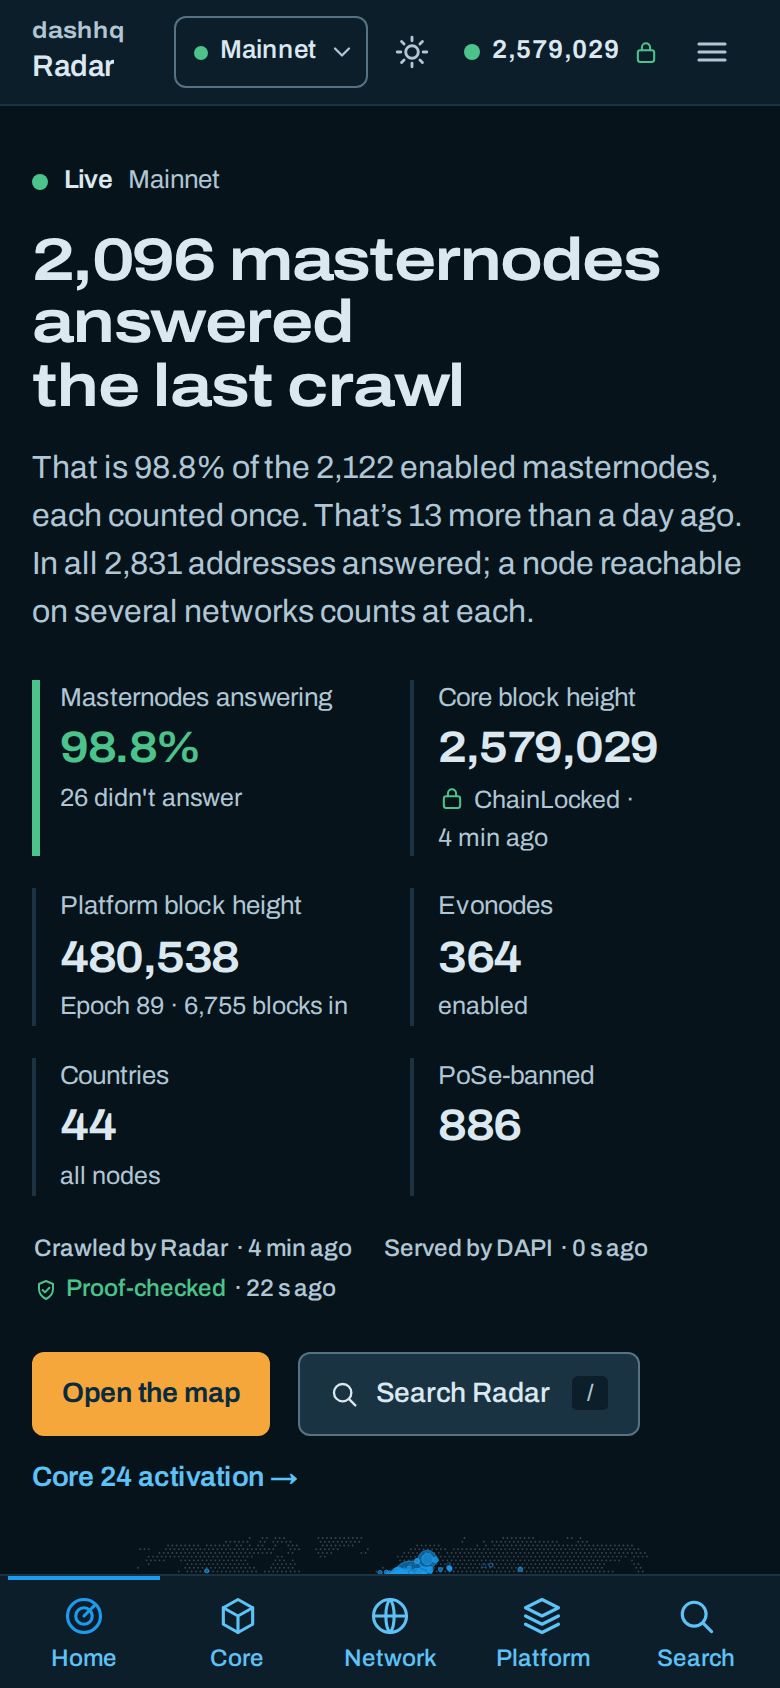 dashhq
Radar
Mainnet
2,579,029
Live Mainnet
2,096 masternodes
answered
the last crawl
That is 98.8% of the 2,122 enabled masternodes,
each counted once. That’s 13 more than a day ago.
In all 2,831 addresses answered; a node reachable
on several networks counts at each.
Masternodes answering
98.8%
26 didn't answer
Core block height
2,579,029
ChainLocked ·
4 min ago
Platform block height
480,538
Epoch 89 · 6,755 blocks in
Evonodes
364
enabled
Countries
44
all nodes
PoSe-banned
886
Crawled by Radar · 4 min ago Served by DAPI · 0 s ago
Proof-checked · 22 s ago
Open the map
Search Radar /
Core 24 activation →
Home Core Network Platform Search